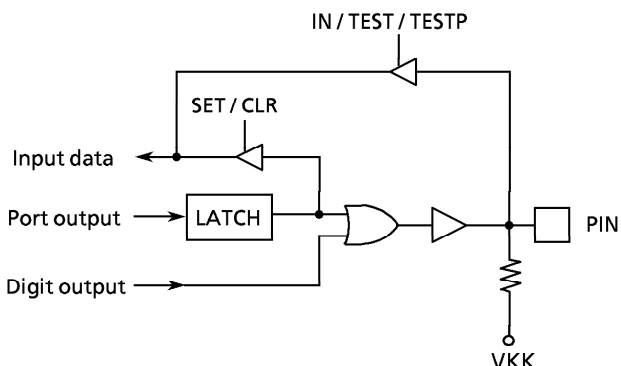 IN / TEST / TESTP
SET / CLR
Input data
Port output
LATCH
PIN
Digit output
VKK